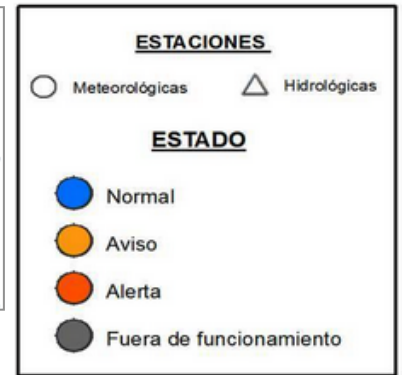 ESTACIONES
Meteorológicas Hidrológicas
ESTADO
Normal
Aviso
Alerta
Fuera de funcionamiento